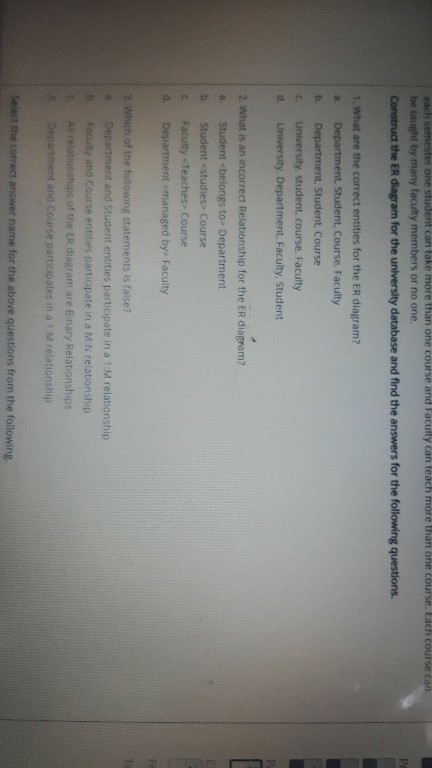 each semester one student can take more than one course and Faculty can teach more than one course. Each course can
be taught by many faculty members or no one.
Construct the ER diagram for the university database and find the answers for the following questions.
1. What are the correct entities for the ER diagram?
a. Department, Student, Course, Faculty
b. Department, Student, Course
c. University, student, course, Faculty
d. University, Department, Faculty, Student
2. What is an incorrect Relationship for the ER diagram?
a. Student <belongs to> Department
b. Student <studies> Course
c. Faculty <Teaches> Course
d. Department <managed by> Faculty
3. Which of the following statements is false?
a. Department and Student entities participate in a 1:M relationship
b. Faculty and Course entities participate in a M:N relationship
c. All relationships of the ER diagram are Binary Relationships
d. Department and Course participates in a 1:M relationship
Select the correct answer name for the above questions from the following.